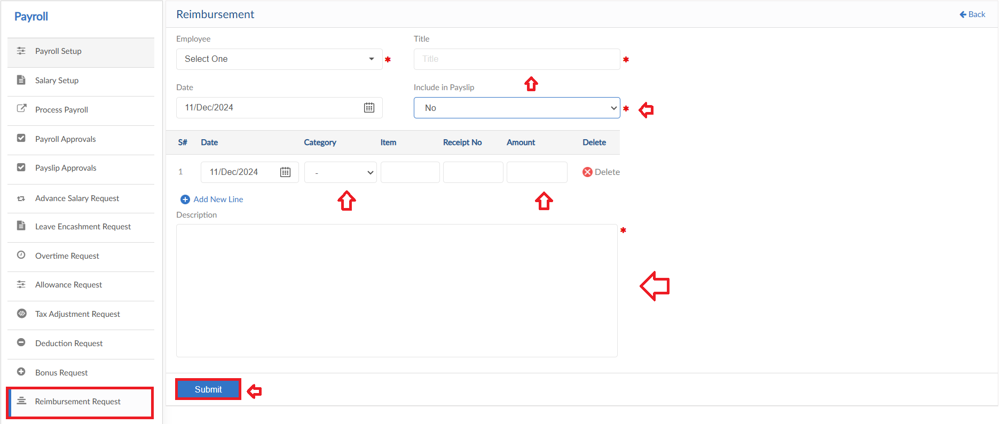 Payroll
Payroll Setup
Salary Setup
Process Payroll
Payroll Approvals
Payslip Approvals
Advance Salary Request
Leave Encashment Request
Overtime Request
Allowance Request
Tax Adjustment Request
Deduction Request
Bonus Request
Reimbursement Request
Reimbursement
Back
Employee
Title
Select One
*
Title
*
Date
Include in Payslip
11/Dec/2024
No
*
S# Date Category Item Receipt No Amount Delete
1 11/Dec/2024 - Delete
Add New Line
Description
*
Submit